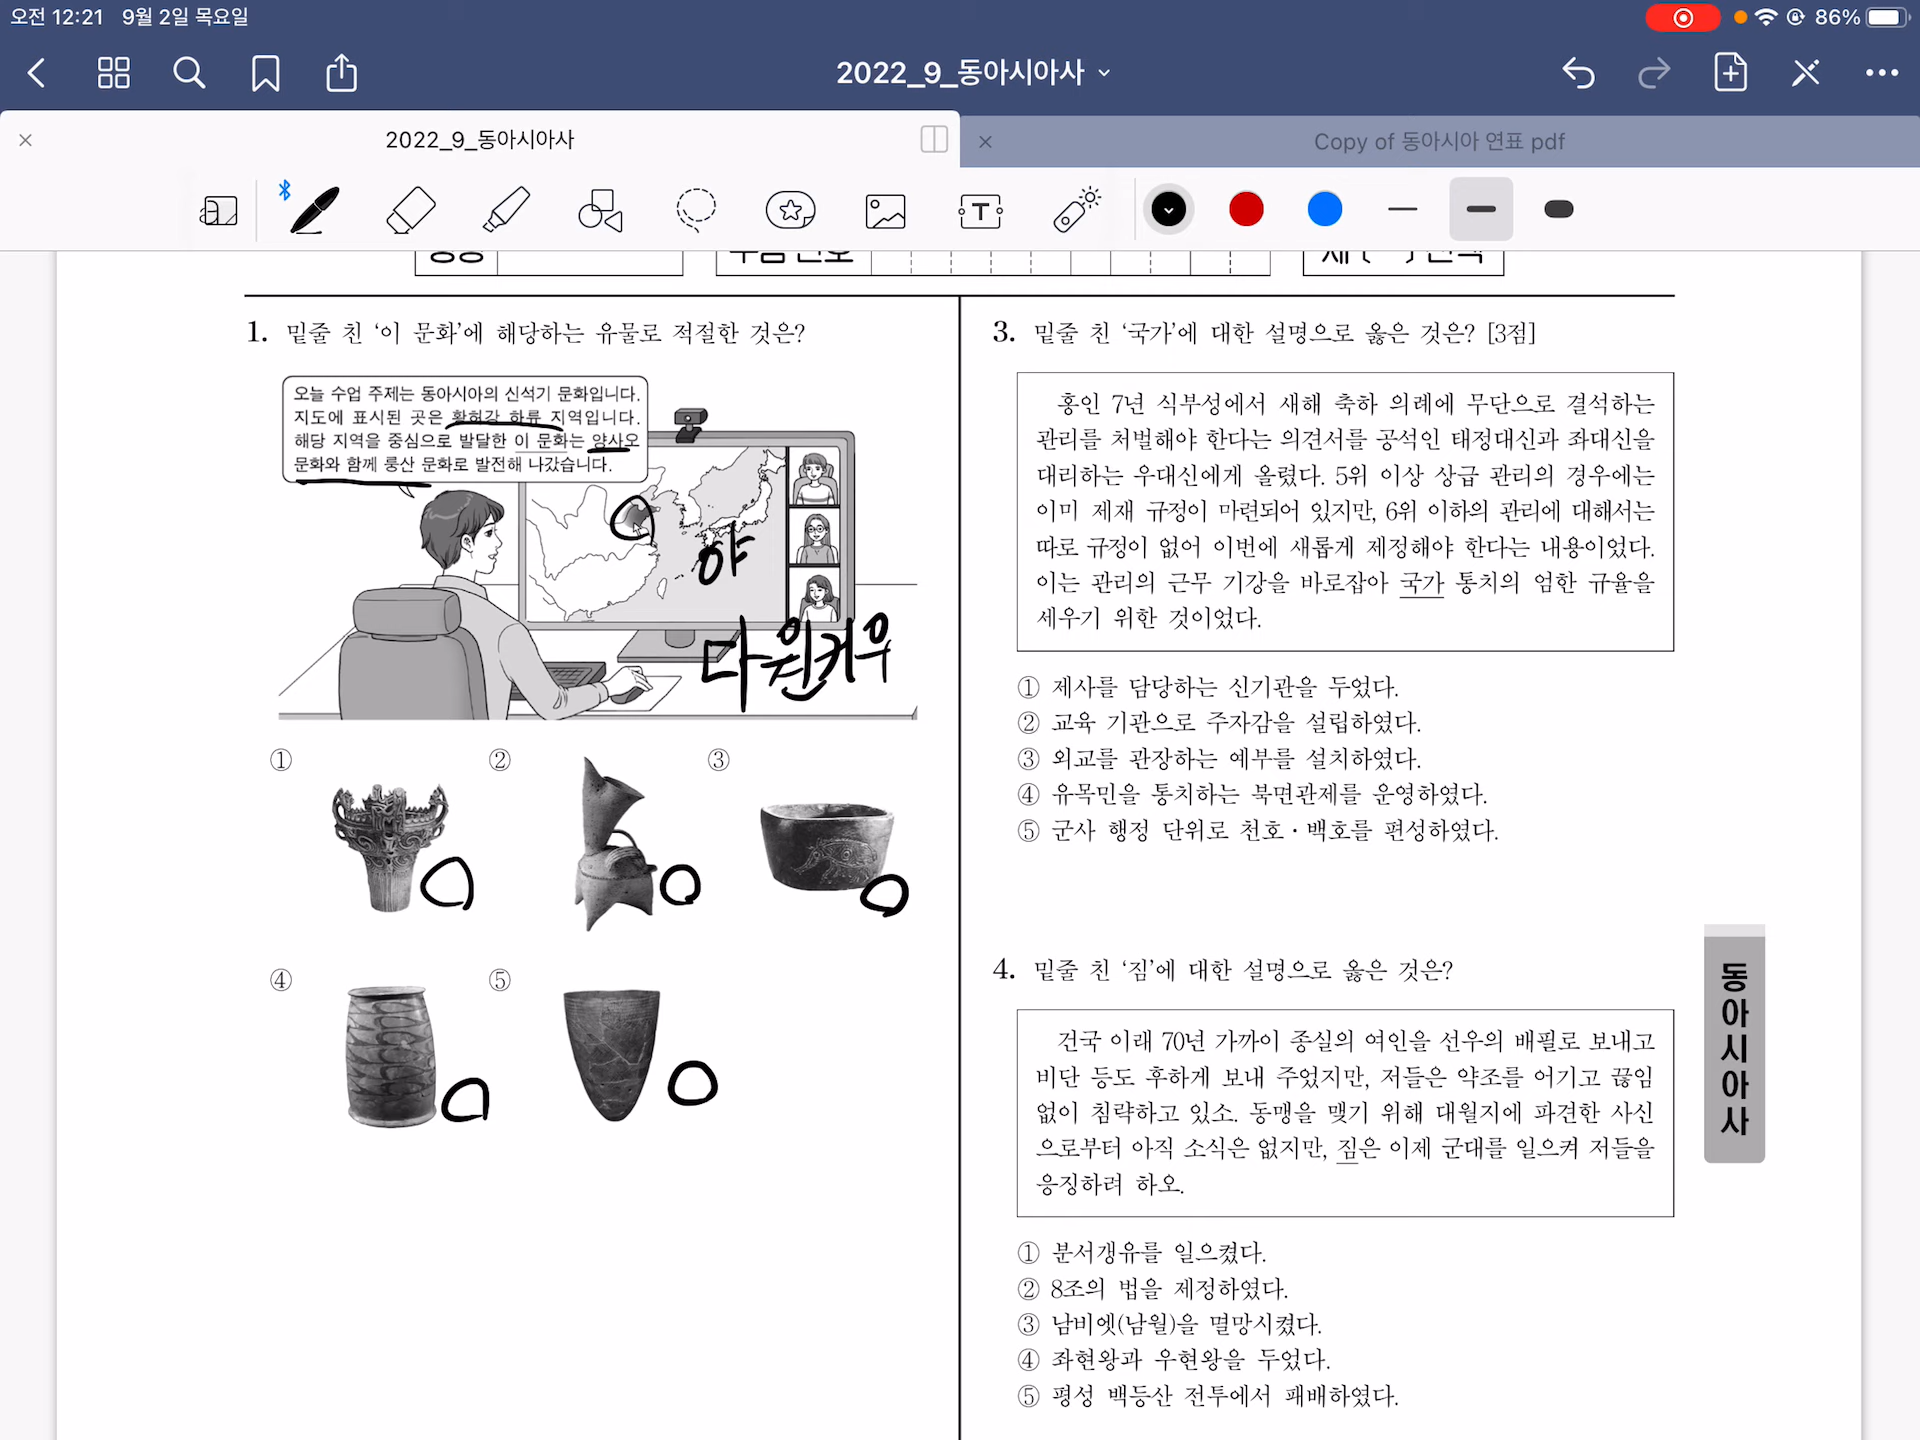 오전 12:21 9월 2일 목요일
86%
2022_9_동아시아사
2022_9_동아시아사
Copy of 동아시아 연표 pdf
1. 밑줄 친 ‘이 문화’에 해당하는 유물로 적절한 것은?
오늘 수업 주제는 동아시아의 신석기 문화입니다.
지도에 표시된 곳은 황허강 하류 지역입니다.
해당 지역을 중심으로 발달한 이 문화는 양사오
문화와 함께 룽산 문화로 발전해 나갔습니다.
야
다원커우
①
②
③
④
⑤
3. 밑줄 친 ‘국가’에 대한 설명으로 옳은 것은? [3점]
홍인 7년 식부성에서 새해 축하 의례에 무단으로 결석하는
관리를 처벌해야 한다는 의견서를 공석인 태정대신과 좌대신을
대리하는 우대신에게 올렸다. 5위 이상 상급 관리의 경우에는
이미 제재 규정이 마련되어 있지만, 6위 이하의 관리에 대해서는
따로 규정이 없어 이번에 새롭게 제정해야 한다는 내용이었다.
이는 관리의 근무 기강을 바로잡아 국가 통치의 엄한 규율을
세우기 위한 것이었다.
① 제사를 담당하는 신기관을 두었다.
② 교육 기관으로 주자감을 설립하였다.
③ 외교를 관장하는 예부를 설치하였다.
④ 유목민을 통치하는 북면관제를 운영하였다.
⑤ 군사 행정 단위로 천호·백호를 편성하였다.
4. 밑줄 친 ‘짐’에 대한 설명으로 옳은 것은?
건국 이래 70년 가까이 종실의 여인을 선우의 배필로 보내고
비단 등도 후하게 보내 주었지만, 저들은 약조를 어기고 끊임
없이 침략하고 있소. 동맹을 맺기 위해 대월지에 파견한 사신
으로부터 아직 소식은 없지만, 짐은 이제 군대를 일으켜 저들을
응징하려 하오.
① 분서갱유를 일으켰다.
② 8조의 법을 제정하였다.
③ 남비엣(남월)을 멸망시켰다.
④ 좌현왕과 우현왕을 두었다.
⑤ 평성 백등산 전투에서 패배하였다.
동아시아사